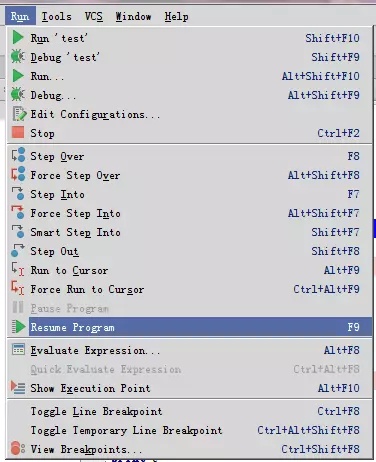 Run Tools VCS Window Help
Run 'test' Shift+F10
Debug 'test' Shift+F9
Run... Alt+Shift+F10
Debug... Alt+Shift+F9
Edit Configurations...
Stop Ctrl+F2
Step Over F8
Force Step Over Alt+Shift+F8
Step Into F7
Force Step Into Alt+Shift+F7
Smart Step Into Shift+F7
Step Out Shift+F8
Run to Cursor Alt+F9
Force Run to Cursor Ctrl+Alt+F9
Pause Program
Resume Program F9
Evaluate Expression... Alt+F8
Quick Evaluate Expression Ctrl+Alt+F8
Show Execution Point Alt+F10
Toggle Line Breakpoint Ctrl+F8
Toggle Temporary Line Breakpoint Ctrl+Alt+Shift+F8
View Breakpoints... Ctrl+Shift+F8